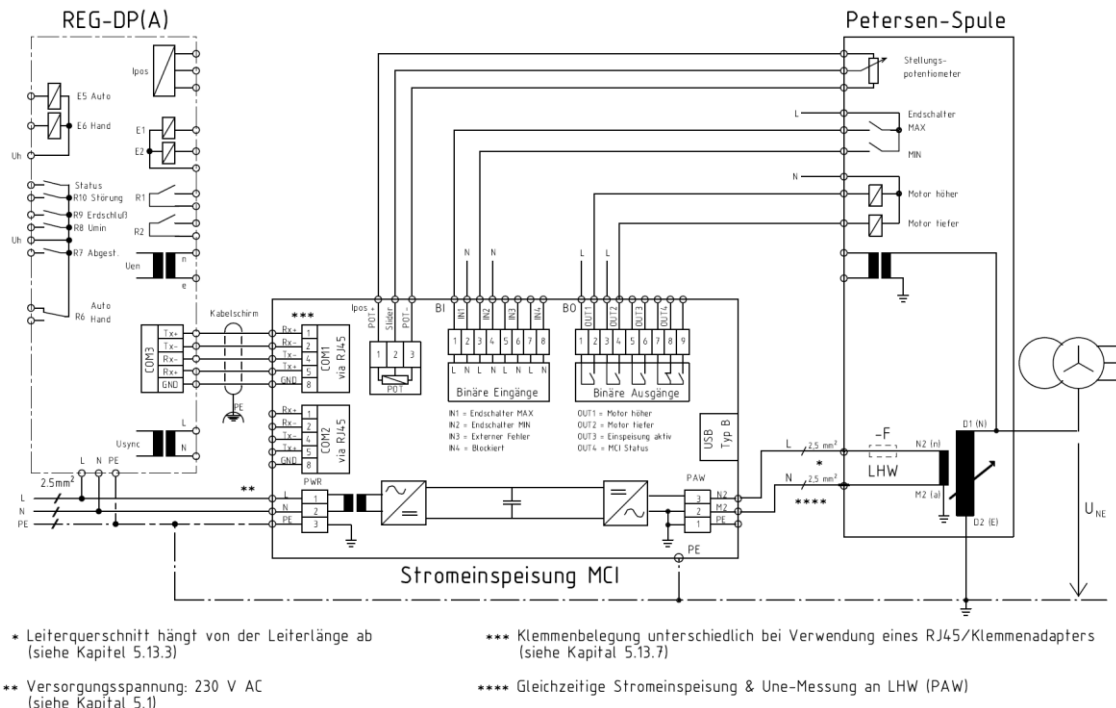 REG-DP(A)
Petersen-Spule
Ipos
E5 Auto
E6 Hand
Uh
E1
E2
Status
R10 Störung
R9 Erdschluß
R8 Umin
Uh
R7 Abgest.
R1
R2
Uen
n
e
R6
Auto
Hand
COM3
Tx+
Tx-
Rx-
Rx+
GND
Kabelschirm
PE
Usync
L
N
L N PE
2.5mm²
L
N
PE
Stellungs-
potentiometer
L
Endschalter
MAX
MIN
N
Motor höher
Motor tiefer
***
Rx+ 1
Rx- 2
Tx- 4
Tx+ 5
GND 8
COM1
via RJ45
Rx+ 1
Rx- 2
Tx- 4
Tx+ 5
GND 8
COM2
via RJ45
Ipos
POT+ Slider POT-
1 2 3
POT
N N
BI
IN1 IN2 IN3 IN4
1 2 3 4 5 6 7 8
L N L N L N L N
Binäre Eingänge
IN1 = Endschalter MAX
IN2 = Endschalter MIN
IN3 = Externer Fehler
IN4 = Blockiert
L L
BO
OUT1 OUT2 OUT3 OUT4
1 2 3 4 5 6 7 8 9
Binäre Ausgänge
OUT1 = Motor höher
OUT2 = Motor tiefer
OUT3 = Einspeisung aktiv
OUT4 = MCI Status
USB
Typ B
**
PWR
L 1
N 2
PE 3
PAW
3 N2
2 M2
1 PE
PE
Stromeinspeisung MCI
L 2,5 mm²
*
N 2,5 mm²
****
-F
LHW
N2 (n)
M2 (a)
D1 (N)
D2 (E)
UNE
* Leiterquerschnitt hängt von der Leiterlänge ab
(siehe Kapitel 5.13.3)
** Versorgungsspannung: 230 V AC
(siehe Kapital 5.1)
*** Klemmenbelegung unterschiedlich bei Verwendung eines RJ45/Klemmenadapters
(siehe Kapital 5.13.7)
**** Gleichzeitige Stromeinspeisung & Une-Messung an LHW (PAW)